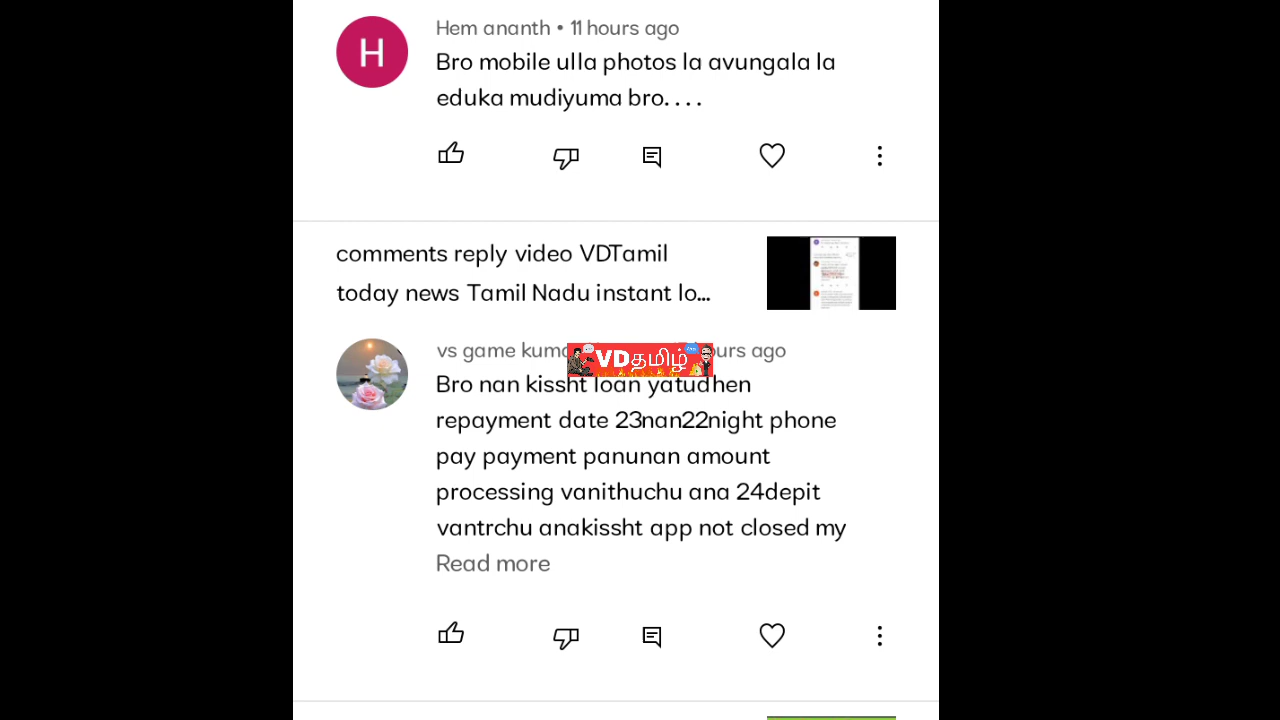 H
Hem ananth • 11 hours ago
Bro mobile ulla photos la avungala la
eduka mudiyuma bro....
comments reply video VDTamil
today news Tamil Nadu instant lo...
vs game
VDதமிழ்
ours ago
Bro nan kissht loan yatudhen
repayment date 23nan22night phone
pay payment panunan amount
processing vanithuchu ana 24depit
vantrchu anakissht app not closed my
Read more